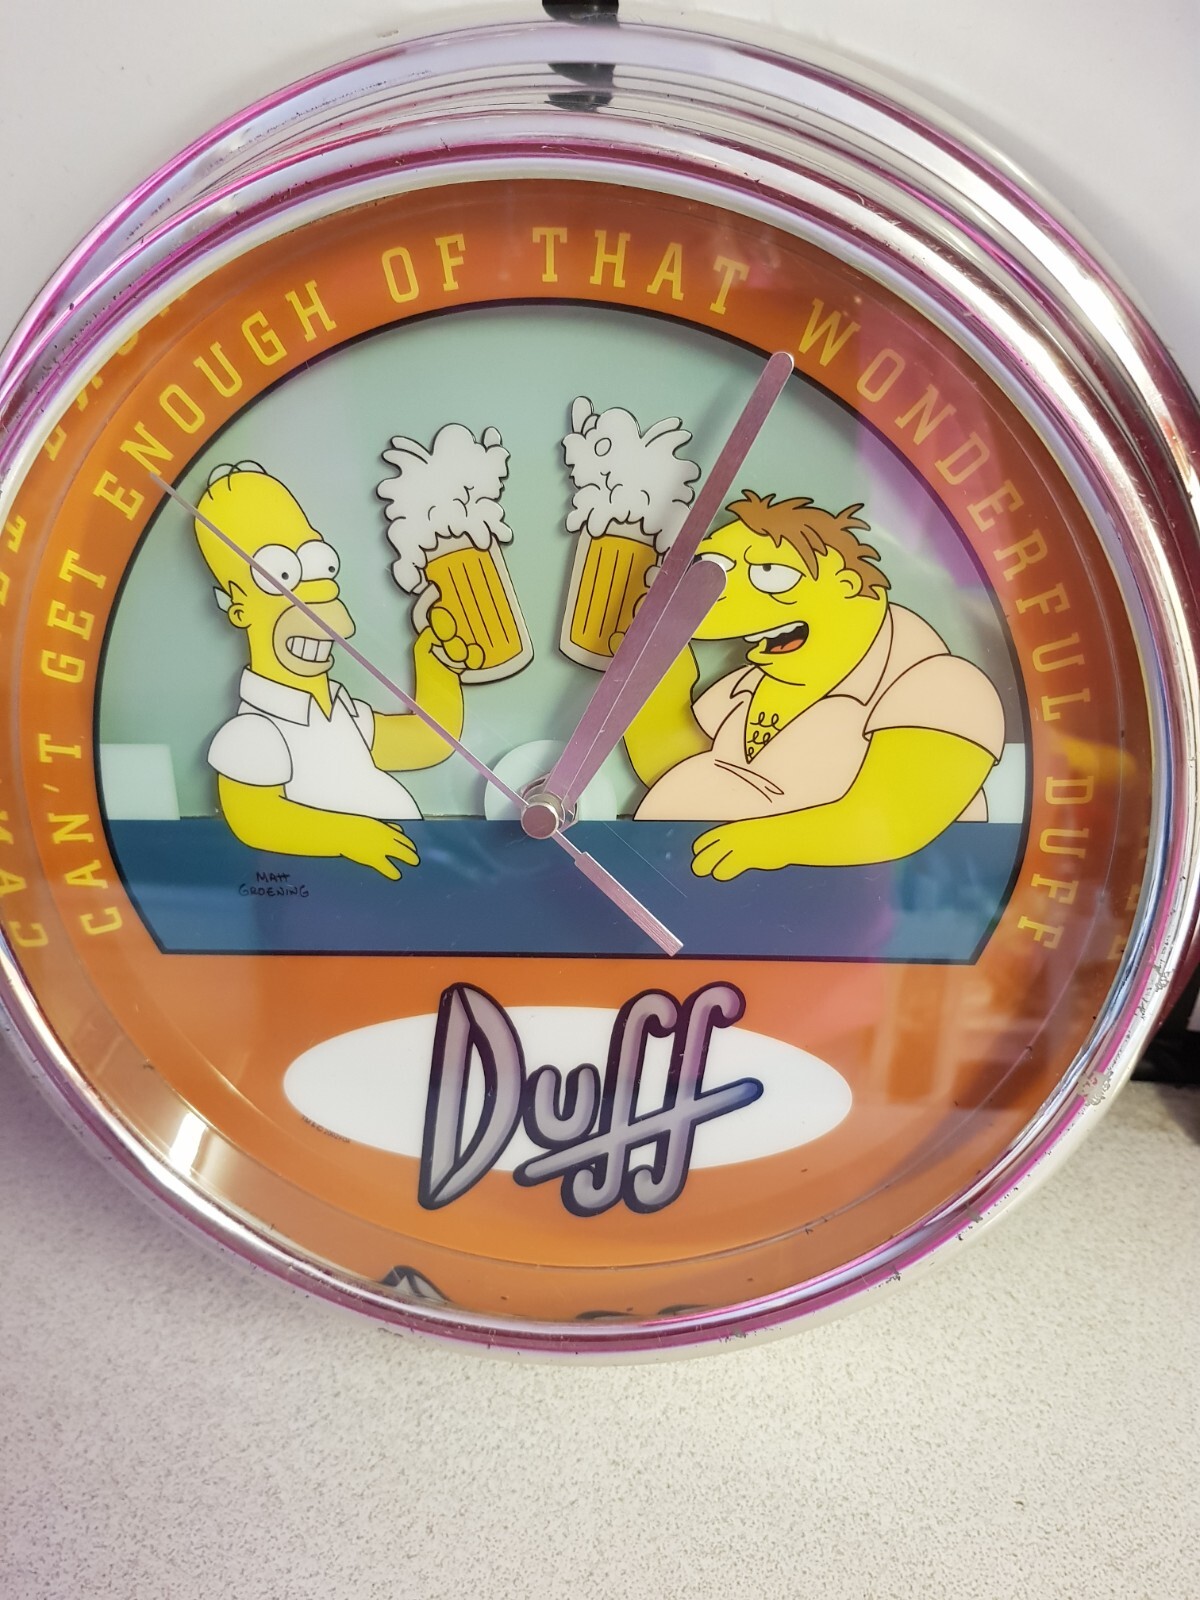 CAN'T GET ENOUGH OF THAT WONDERFUL DUFF
MATT
GROENING
Duff